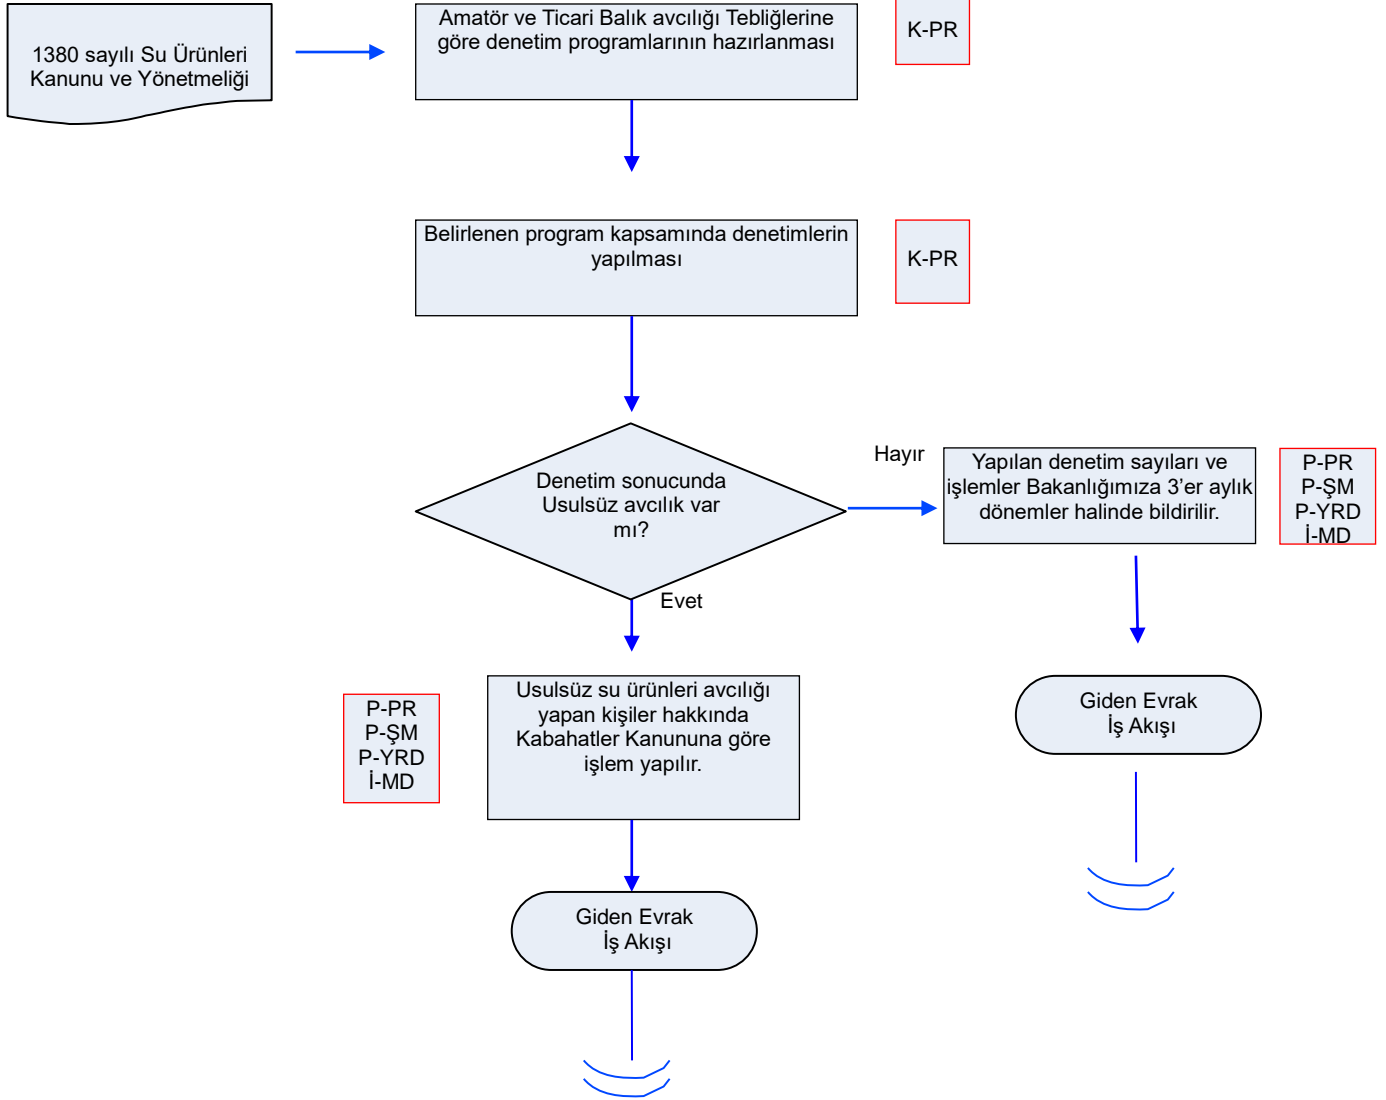 1380 sayılı Su Ürünleri
Kanunu ve Yönetmeliği
Amatör ve Ticari Balık avcılığı Tebliğlerine
göre denetim programlarının hazırlanması
K-PR
Belirlenen program kapsamında denetimlerin
yapılması
K-PR
Denetim sonucunda
Usulsüz avcılık var
mı?
Hayır
Yapılan denetim sayıları ve
işlemler Bakanlığımıza 3’er aylık
dönemler halinde bildirilir.
P-PR
P-ŞM
P-YRD
İ-MD
Evet
Usulsüz su ürünleri avcılığı
yapan kişiler hakkında
Kabahatler Kanununa göre
işlem yapılır.
P-PR
P-ŞM
P-YRD
İ-MD
Giden Evrak
İş Akışı
Giden Evrak
İş Akışı